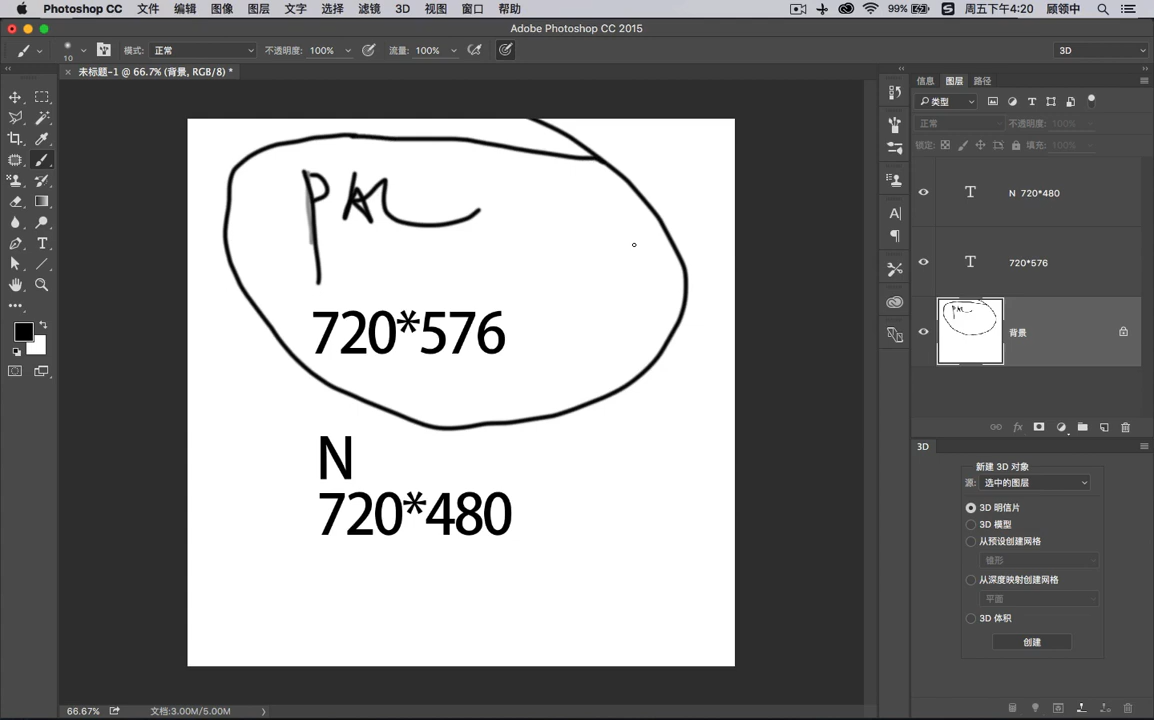 Photoshop CC 文件 编辑 图像 图层 文字 选择 滤镜 3D 视图 窗口 帮助 99% 周五下午4:20 顾领中
Adobe Photoshop CC 2015
10 模式: 正常 不透明度: 100% 流量: 100% 3D
未标题-1 @ 66.7% (背景, RGB/8) *
信息 图层 路径
类型
正常 不透明度: 100%
锁定: 填充: 100%
N 720*480
720*576
背景
PAL
720*576
N
720*480
3D
新建 3D 对象
源: 选中的图层
3D 明信片
3D 模型
从预设创建网格
锥形
从深度映射创建网格
平面
3D 体积
创建
66.67% 文档:3.00M/5.00M